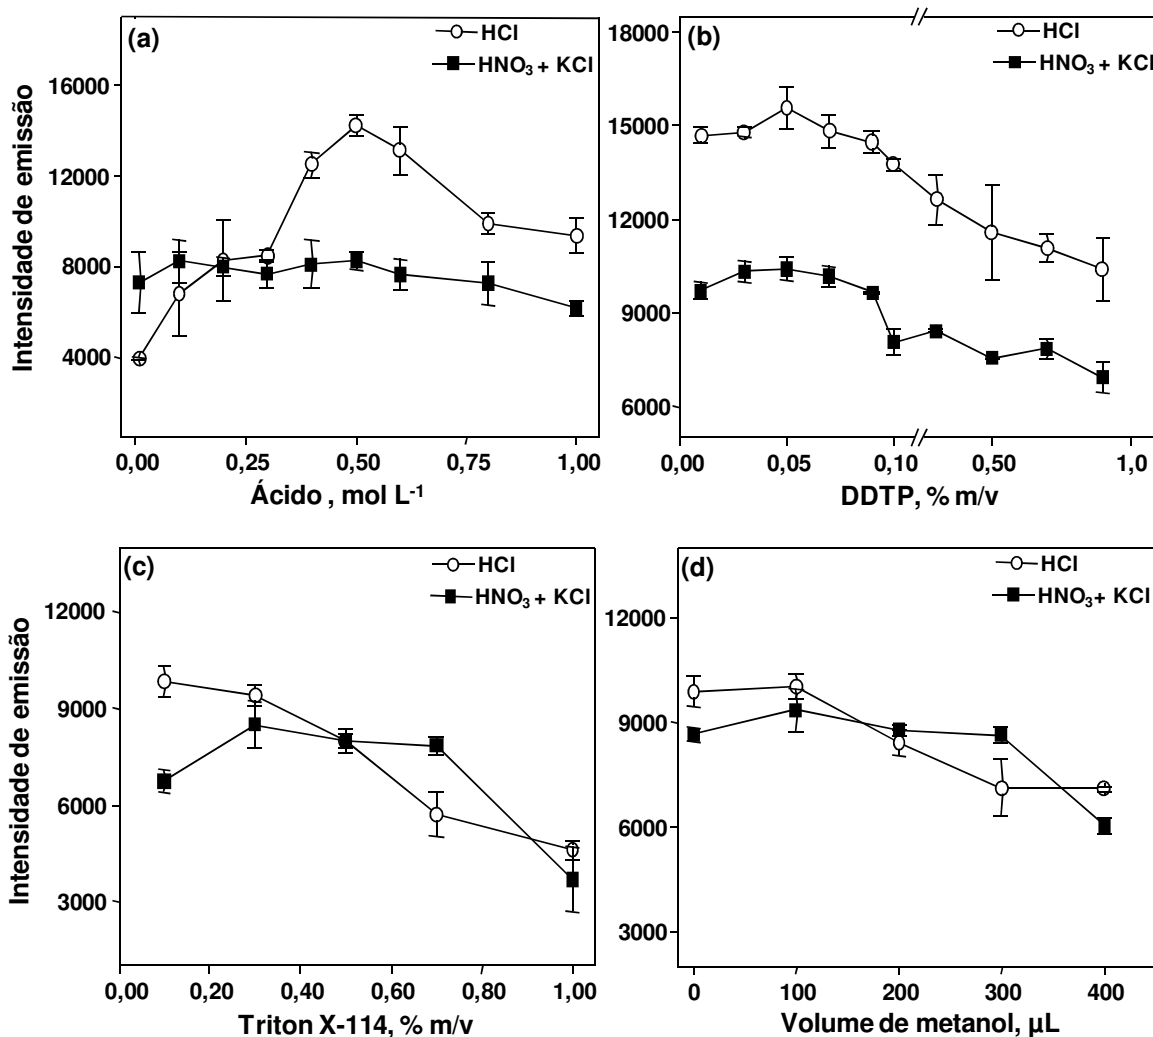 (a)
HCl
HNO₃ + KCl
Intensidade de emissão
16000
12000
8000
4000
0,00 0,25 0,50 0,75 1,00
Ácido , mol L⁻¹
(b)
HCl
HNO₃ + KCl
18000
15000
12000
9000
6000
0,00 0,05 0,10 0,50 1,0
DDTP, % m/v
(c)
HCl
HNO₃ + KCl
Intensidade de emissão
12000
9000
6000
3000
0,00 0,20 0,40 0,60 0,80 1,00
Triton X-114, % m/v
(d)
HCl
HNO₃+ KCl
12000
9000
6000
3000
0 100 200 300 400
Volume de metanol, µL